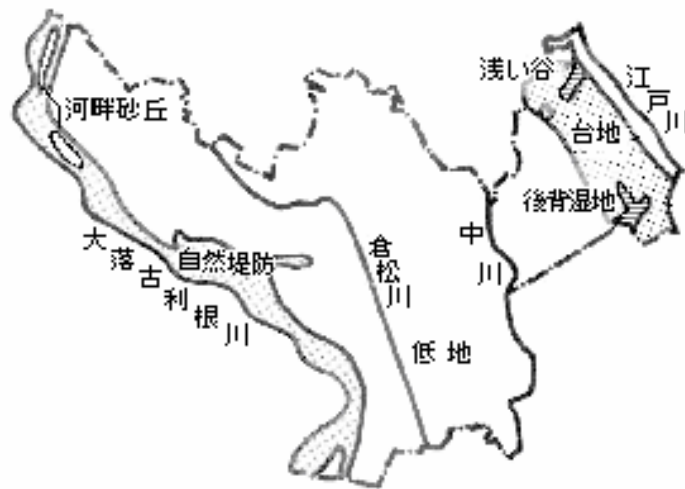 浅い谷
江戸川
河畔砂丘
台地
後背湿地
大落古利根川
自然堤防
倉松川
中川
低地